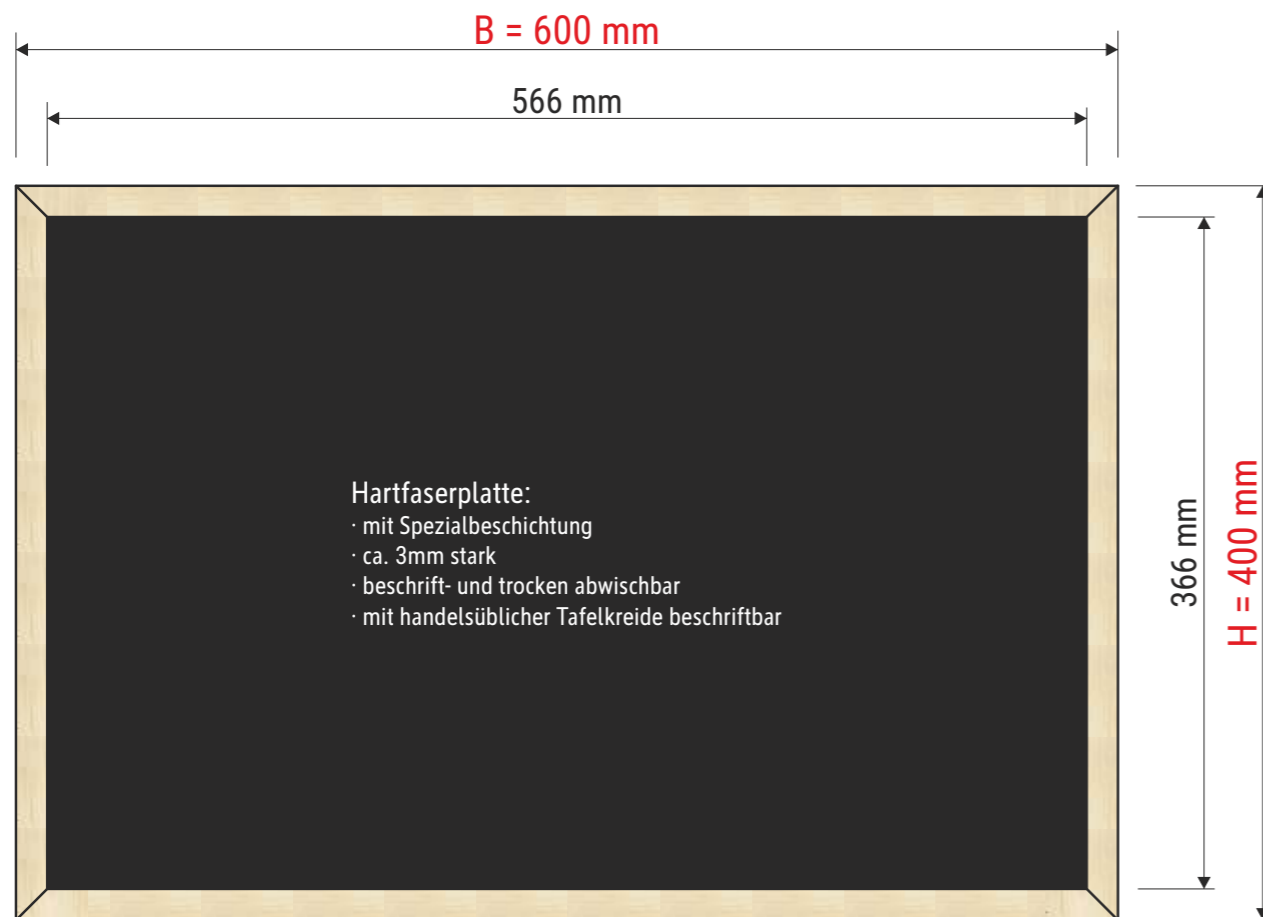 B = 600 mm
566 mm
Hartfaserplatte:
· mit Spezialbeschichtung
· ca. 3mm stark
· beschrift- und trocken abwischbar
· mit handelsüblicher Tafelkreide beschriftbar
366 mm
H = 400 mm